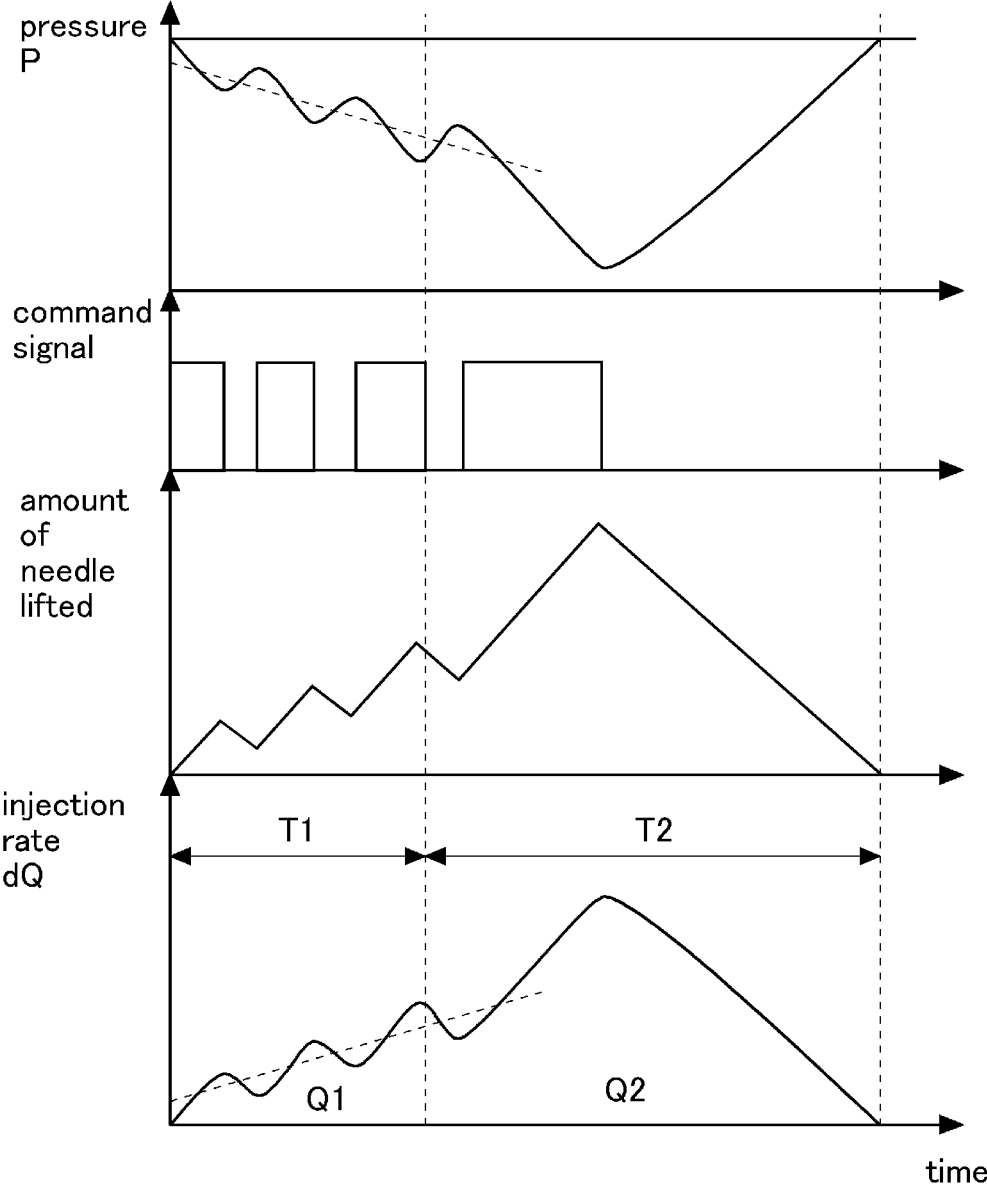 pressure
P
command
signal
amount
of
needle
lifted
injection
rate
dQ
T1
T2
Q1
Q2
time